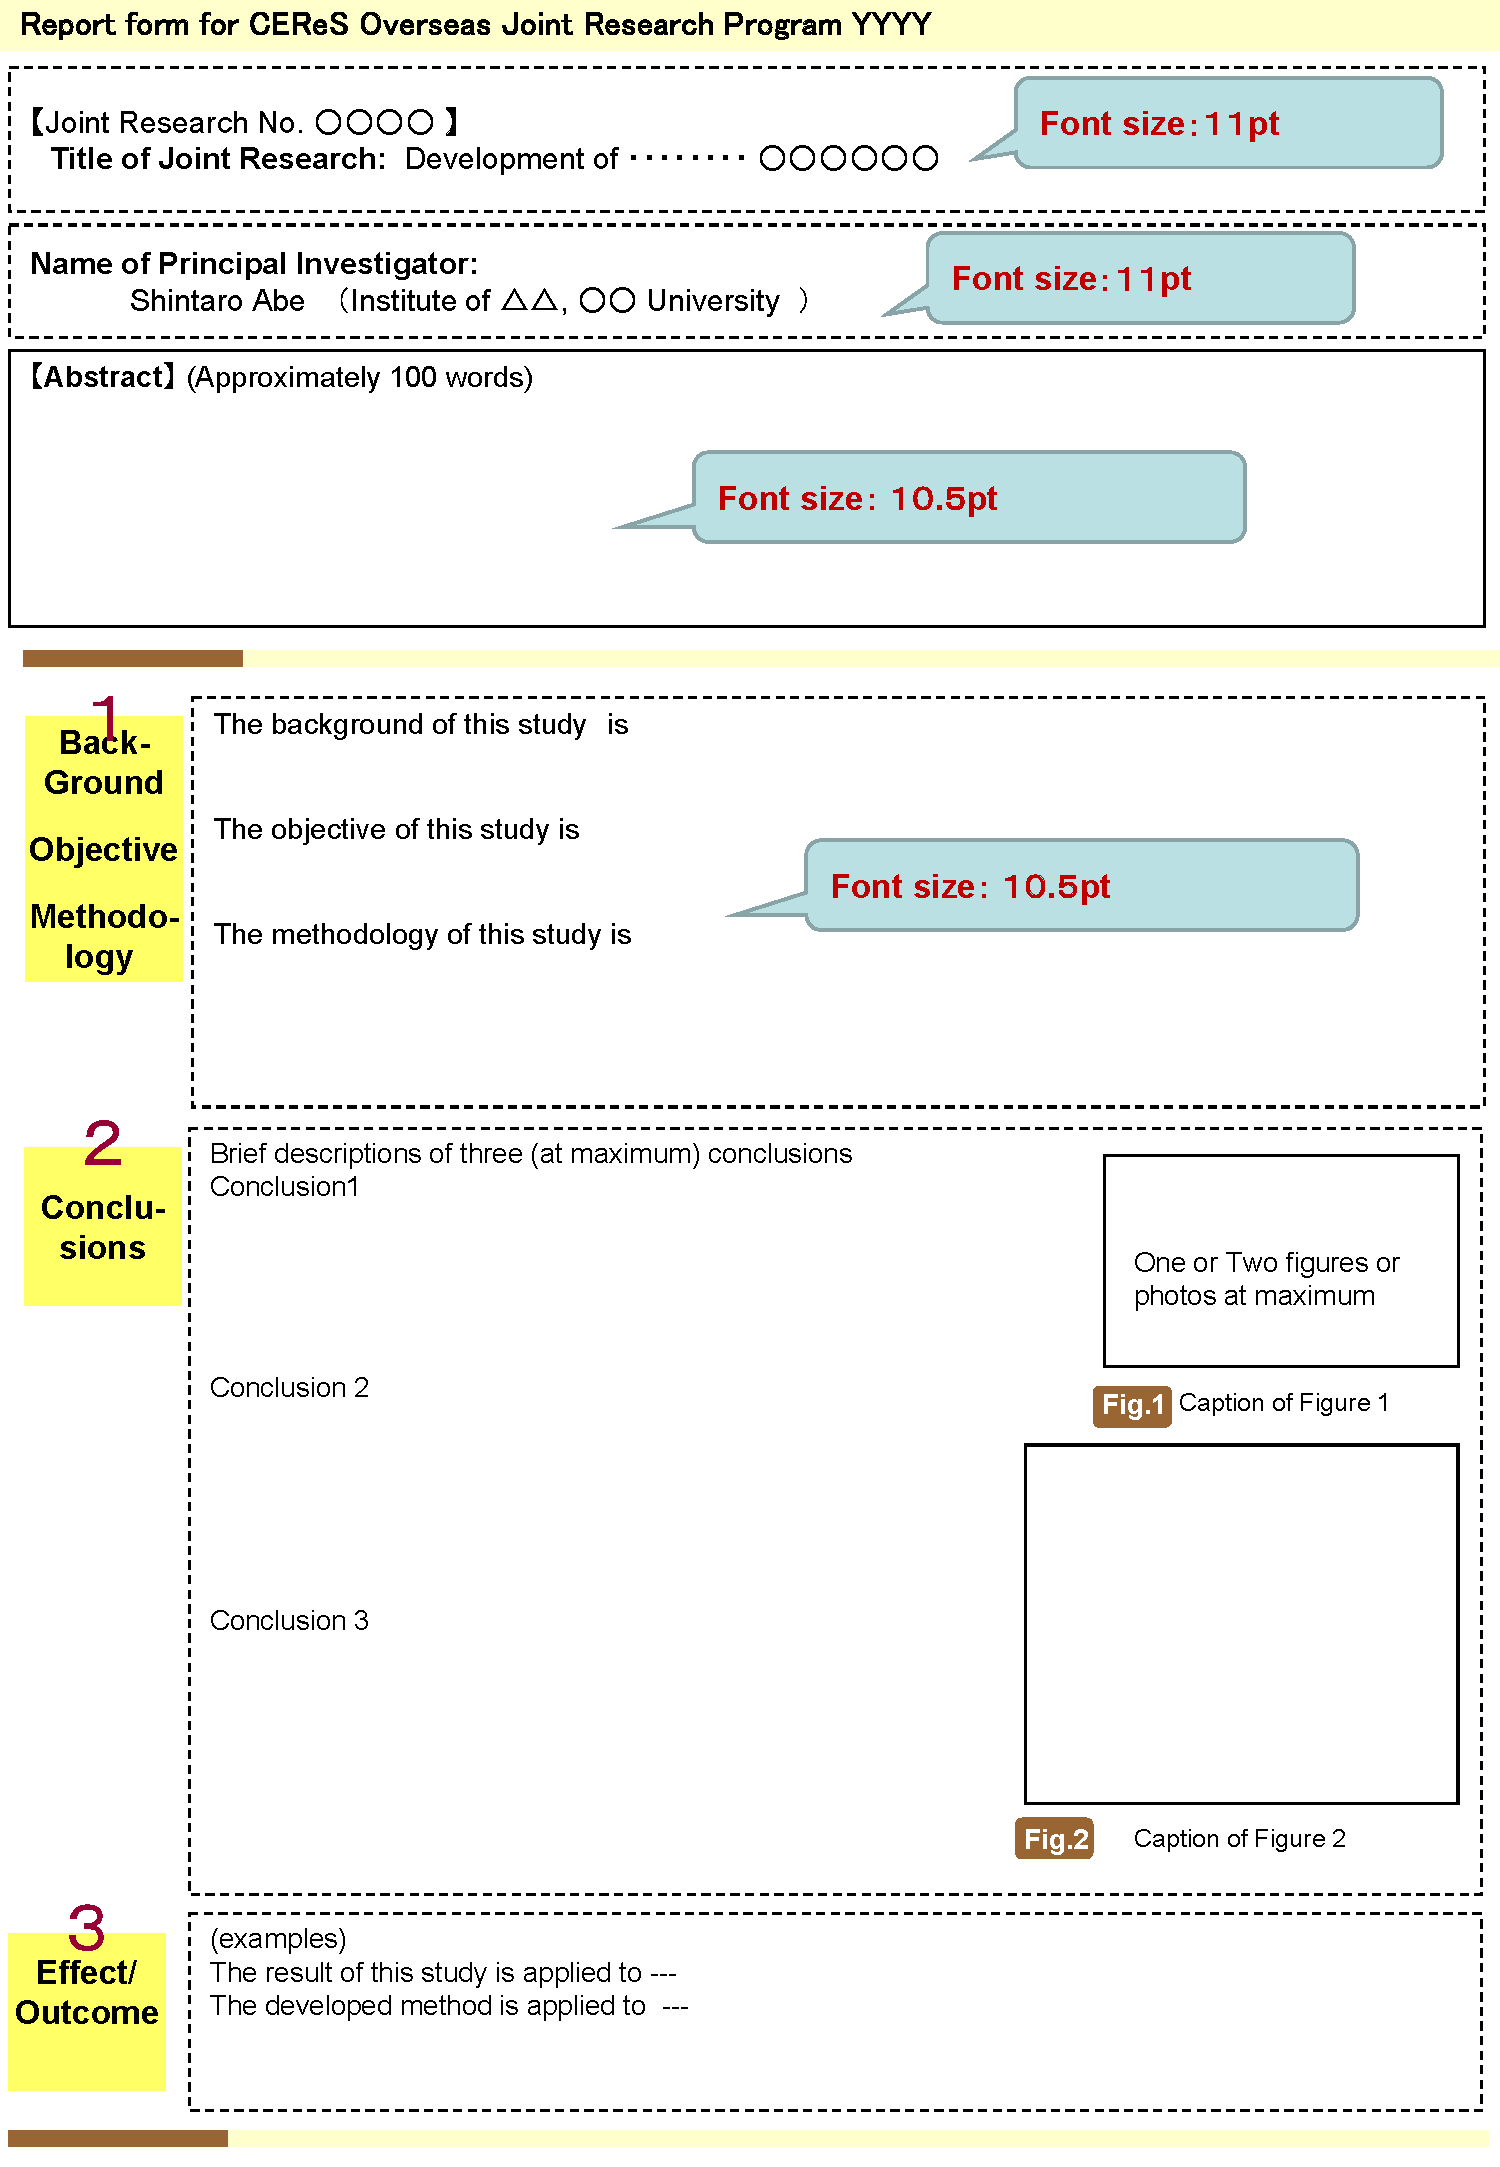 Report form for CEReS Overseas Joint Research Program YYYY
【Joint Research No. 〇〇〇〇 】
Title of Joint Research: Development of ・・・・・・・・ 〇〇〇〇〇〇
Font size：１１pt
Name of Principal Investigator:
Shintaro Abe （Institute of △△, 〇〇 University ）
Font size：１１pt
【Abstract】 (Approximately 100 words)
Font size： １０.５pt
１
Back-
Ground
Objective
Methodo-
logy
The background of this study is
The objective of this study is
The methodology of this study is
Font size： １０.５pt
２
Conclu-
sions
Brief descriptions of three (at maximum) conclusions
Conclusion1
Conclusion 2
Conclusion 3
One or Two figures or
photos at maximum
Fig.1 Caption of Figure 1
Fig.2 Caption of Figure 2
３
Effect/
Outcome
(examples)
The result of this study is applied to ---
The developed method is applied to ---